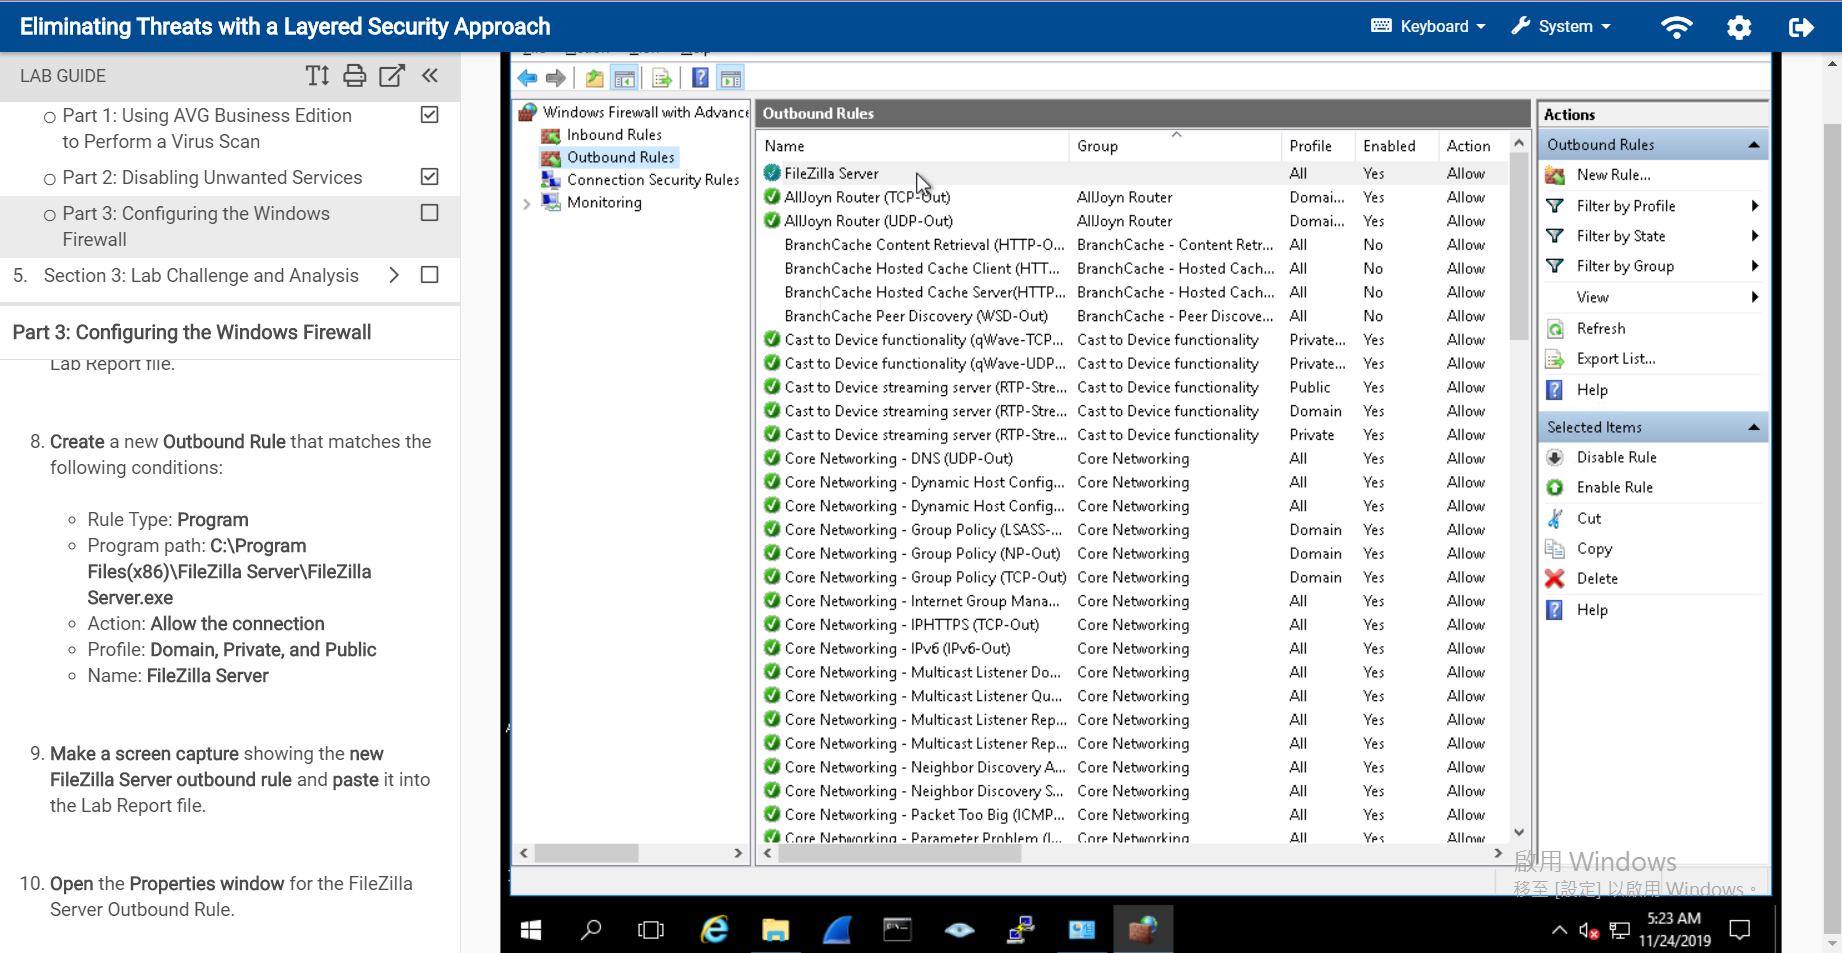 Eliminating Threats with a Layered Security Approach
Keyboard
System
LAB GUIDE
Part 1: Using AVG Business Edition
to Perform a Virus Scan
Part 2: Disabling Unwanted Services
Part 3: Configuring the Windows
Firewall
5. Section 3: Lab Challenge and Analysis
Part 3: Configuring the Windows Firewall
Lab Report file.
8. Create a new Outbound Rule that matches the
following conditions:
Rule Type: Program
Program path: C:\Program
Files(x86)\FileZilla Server\FileZilla
Server.exe
Action: Allow the connection
Profile: Domain, Private, and Public
Name: FileZilla Server
9. Make a screen capture showing the new
FileZilla Server outbound rule and paste it into
the Lab Report file.
10. Open the Properties window for the FileZilla
Server Outbound Rule.
Windows Firewall with Advance
Inbound Rules
Outbound Rules
Connection Security Rules
Monitoring
Outbound Rules
Name Group Profile Enabled Action
FileZilla Server All Yes Allow
AllJoyn Router (TCP-Out) AllJoyn Router Domai... Yes Allow
AllJoyn Router (UDP-Out) AllJoyn Router Domai... Yes Allow
BranchCache Content Retrieval (HTTP-O... BranchCache - Content Retr... All No Allow
BranchCache Hosted Cache Client (HTT... BranchCache - Hosted Cach... All No Allow
BranchCache Hosted Cache Server(HTTP... BranchCache - Hosted Cach... All No Allow
BranchCache Peer Discovery (WSD-Out) BranchCache - Peer Discove... All No Allow
Cast to Device functionality (qWave-TCP... Cast to Device functionality Private... Yes Allow
Cast to Device functionality (qWave-UDP... Cast to Device functionality Private... Yes Allow
Cast to Device streaming server (RTP-Stre... Cast to Device functionality Public Yes Allow
Cast to Device streaming server (RTP-Stre... Cast to Device functionality Domain Yes Allow
Cast to Device streaming server (RTP-Stre... Cast to Device functionality Private Yes Allow
Core Networking - DNS (UDP-Out) Core Networking All Yes Allow
Core Networking - Dynamic Host Config... Core Networking All Yes Allow
Core Networking - Dynamic Host Config... Core Networking All Yes Allow
Core Networking - Group Policy (LSASS-... Core Networking Domain Yes Allow
Core Networking - Group Policy (NP-Out) Core Networking Domain Yes Allow
Core Networking - Group Policy (TCP-Out) Core Networking Domain Yes Allow
Core Networking - Internet Group Mana... Core Networking All Yes Allow
Core Networking - IPHTTPS (TCP-Out) Core Networking All Yes Allow
Core Networking - IPv6 (IPv6-Out) Core Networking All Yes Allow
Core Networking - Multicast Listener Do... Core Networking All Yes Allow
Core Networking - Multicast Listener Qu... Core Networking All Yes Allow
Core Networking - Multicast Listener Rep... Core Networking All Yes Allow
Core Networking - Multicast Listener Rep... Core Networking All Yes Allow
Core Networking - Neighbor Discovery A... Core Networking All Yes Allow
Core Networking - Neighbor Discovery S... Core Networking All Yes Allow
Core Networking - Packet Too Big (ICMP... Core Networking All Yes Allow
Core Networking - Parameter Problem (I... Core Networking All Yes Allow
Actions
Outbound Rules
New Rule...
Filter by Profile
Filter by State
Filter by Group
View
Refresh
Export List...
Help
Selected Items
Disable Rule
Enable Rule
Cut
Copy
Delete
Help
啟用 Windows
移至 [設定] 以啟用 Windows。
5:23 AM
11/24/2019